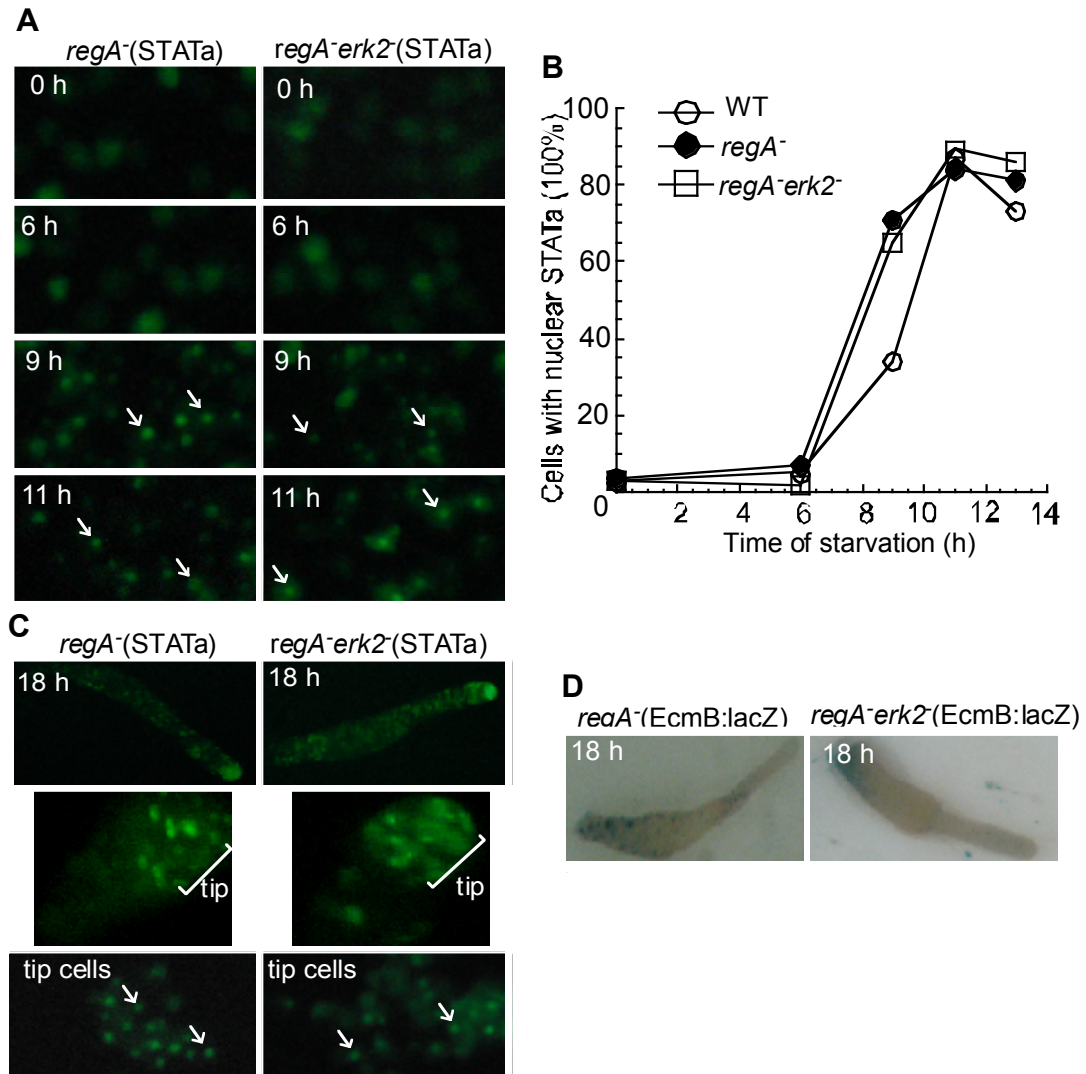 A
regA-(STATa) regA-erk2-(STATa)
0 h 0 h
6 h 6 h
9 h 9 h
11 h 11 h
B
WT
regA-
regA-erk2-
Cells with nuclear STATa (100%)
100
80
60
40
20
0
2 4 6 8 10 12 14
Time of starvation (h)
C
regA-(STATa) regA-erk2-(STATa)
18 h 18 h
tip tip
tip cells tip cells
D
regA-(EcmB:lacZ) regA-erk2-(EcmB:lacZ)
18 h 18 h